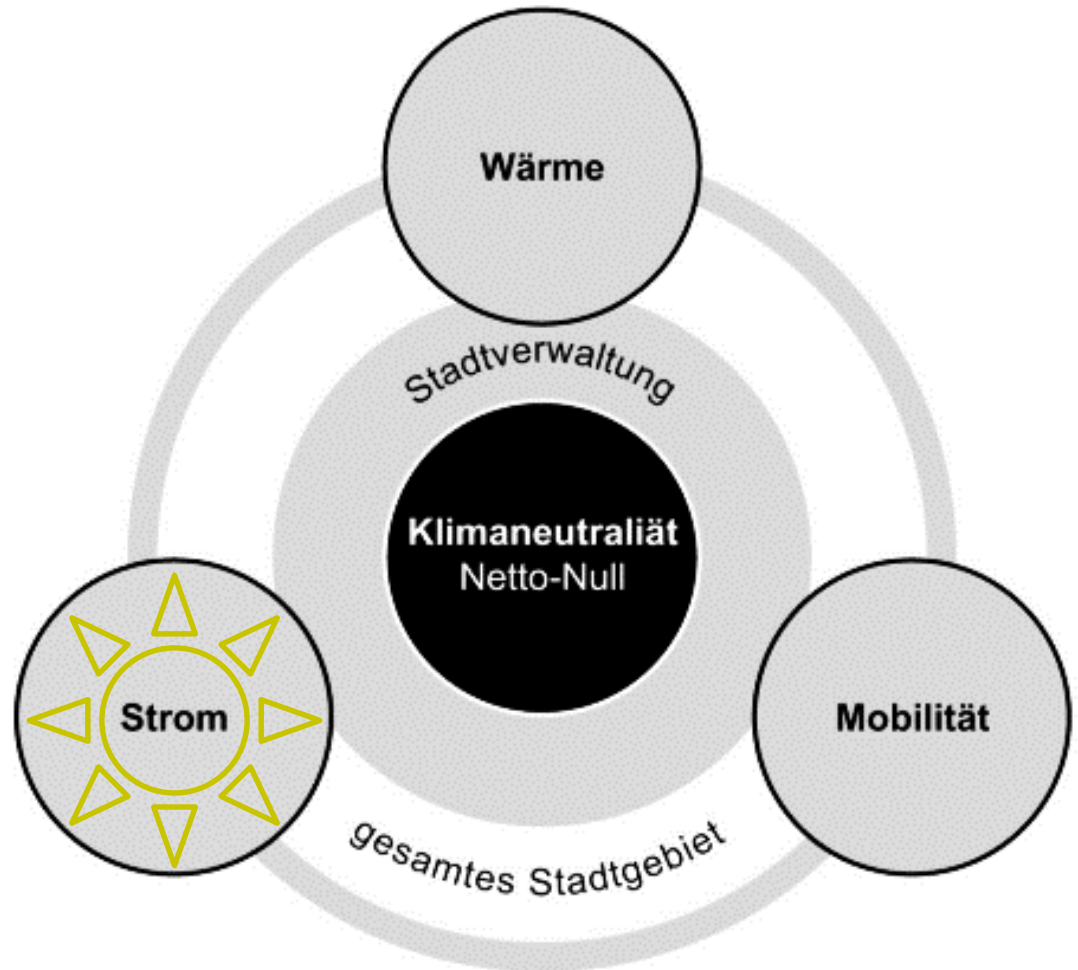 Wärme
Stadtverwaltung
Klimaneutraliät
Netto-Null
Strom
Mobilität
gesamtes Stadtgebiet